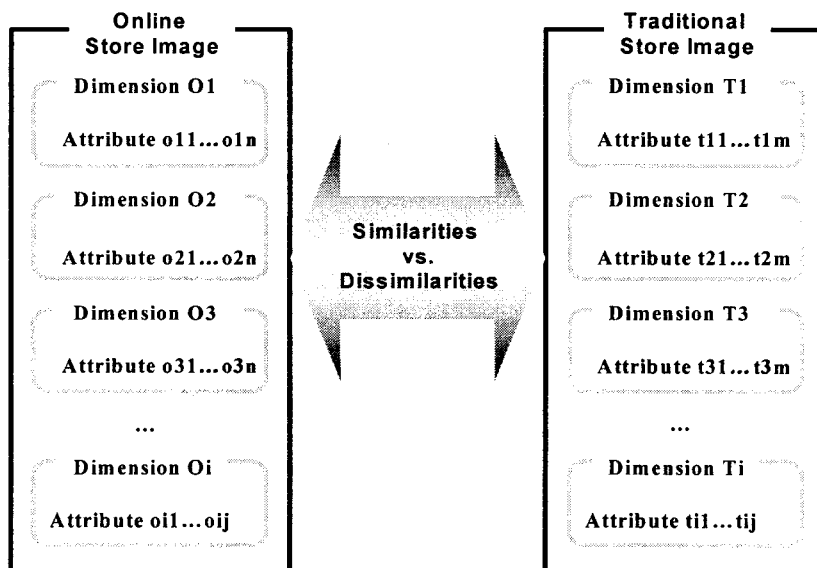 Online
Store Image
Dimension O1
Attribute o11...o1n
Dimension O2
Attribute o21...o2n
Dimension O3
Attribute o31...o3n
...
Dimension Oi
Attribute oi1...oij
Similarities
vs.
Dissimilarities
Traditional
Store Image
Dimension T1
Attribute t11...t1m
Dimension T2
Attribute t21...t2m
Dimension T3
Attribute t31...t3m
...
Dimension Ti
Attribute ti1...tij